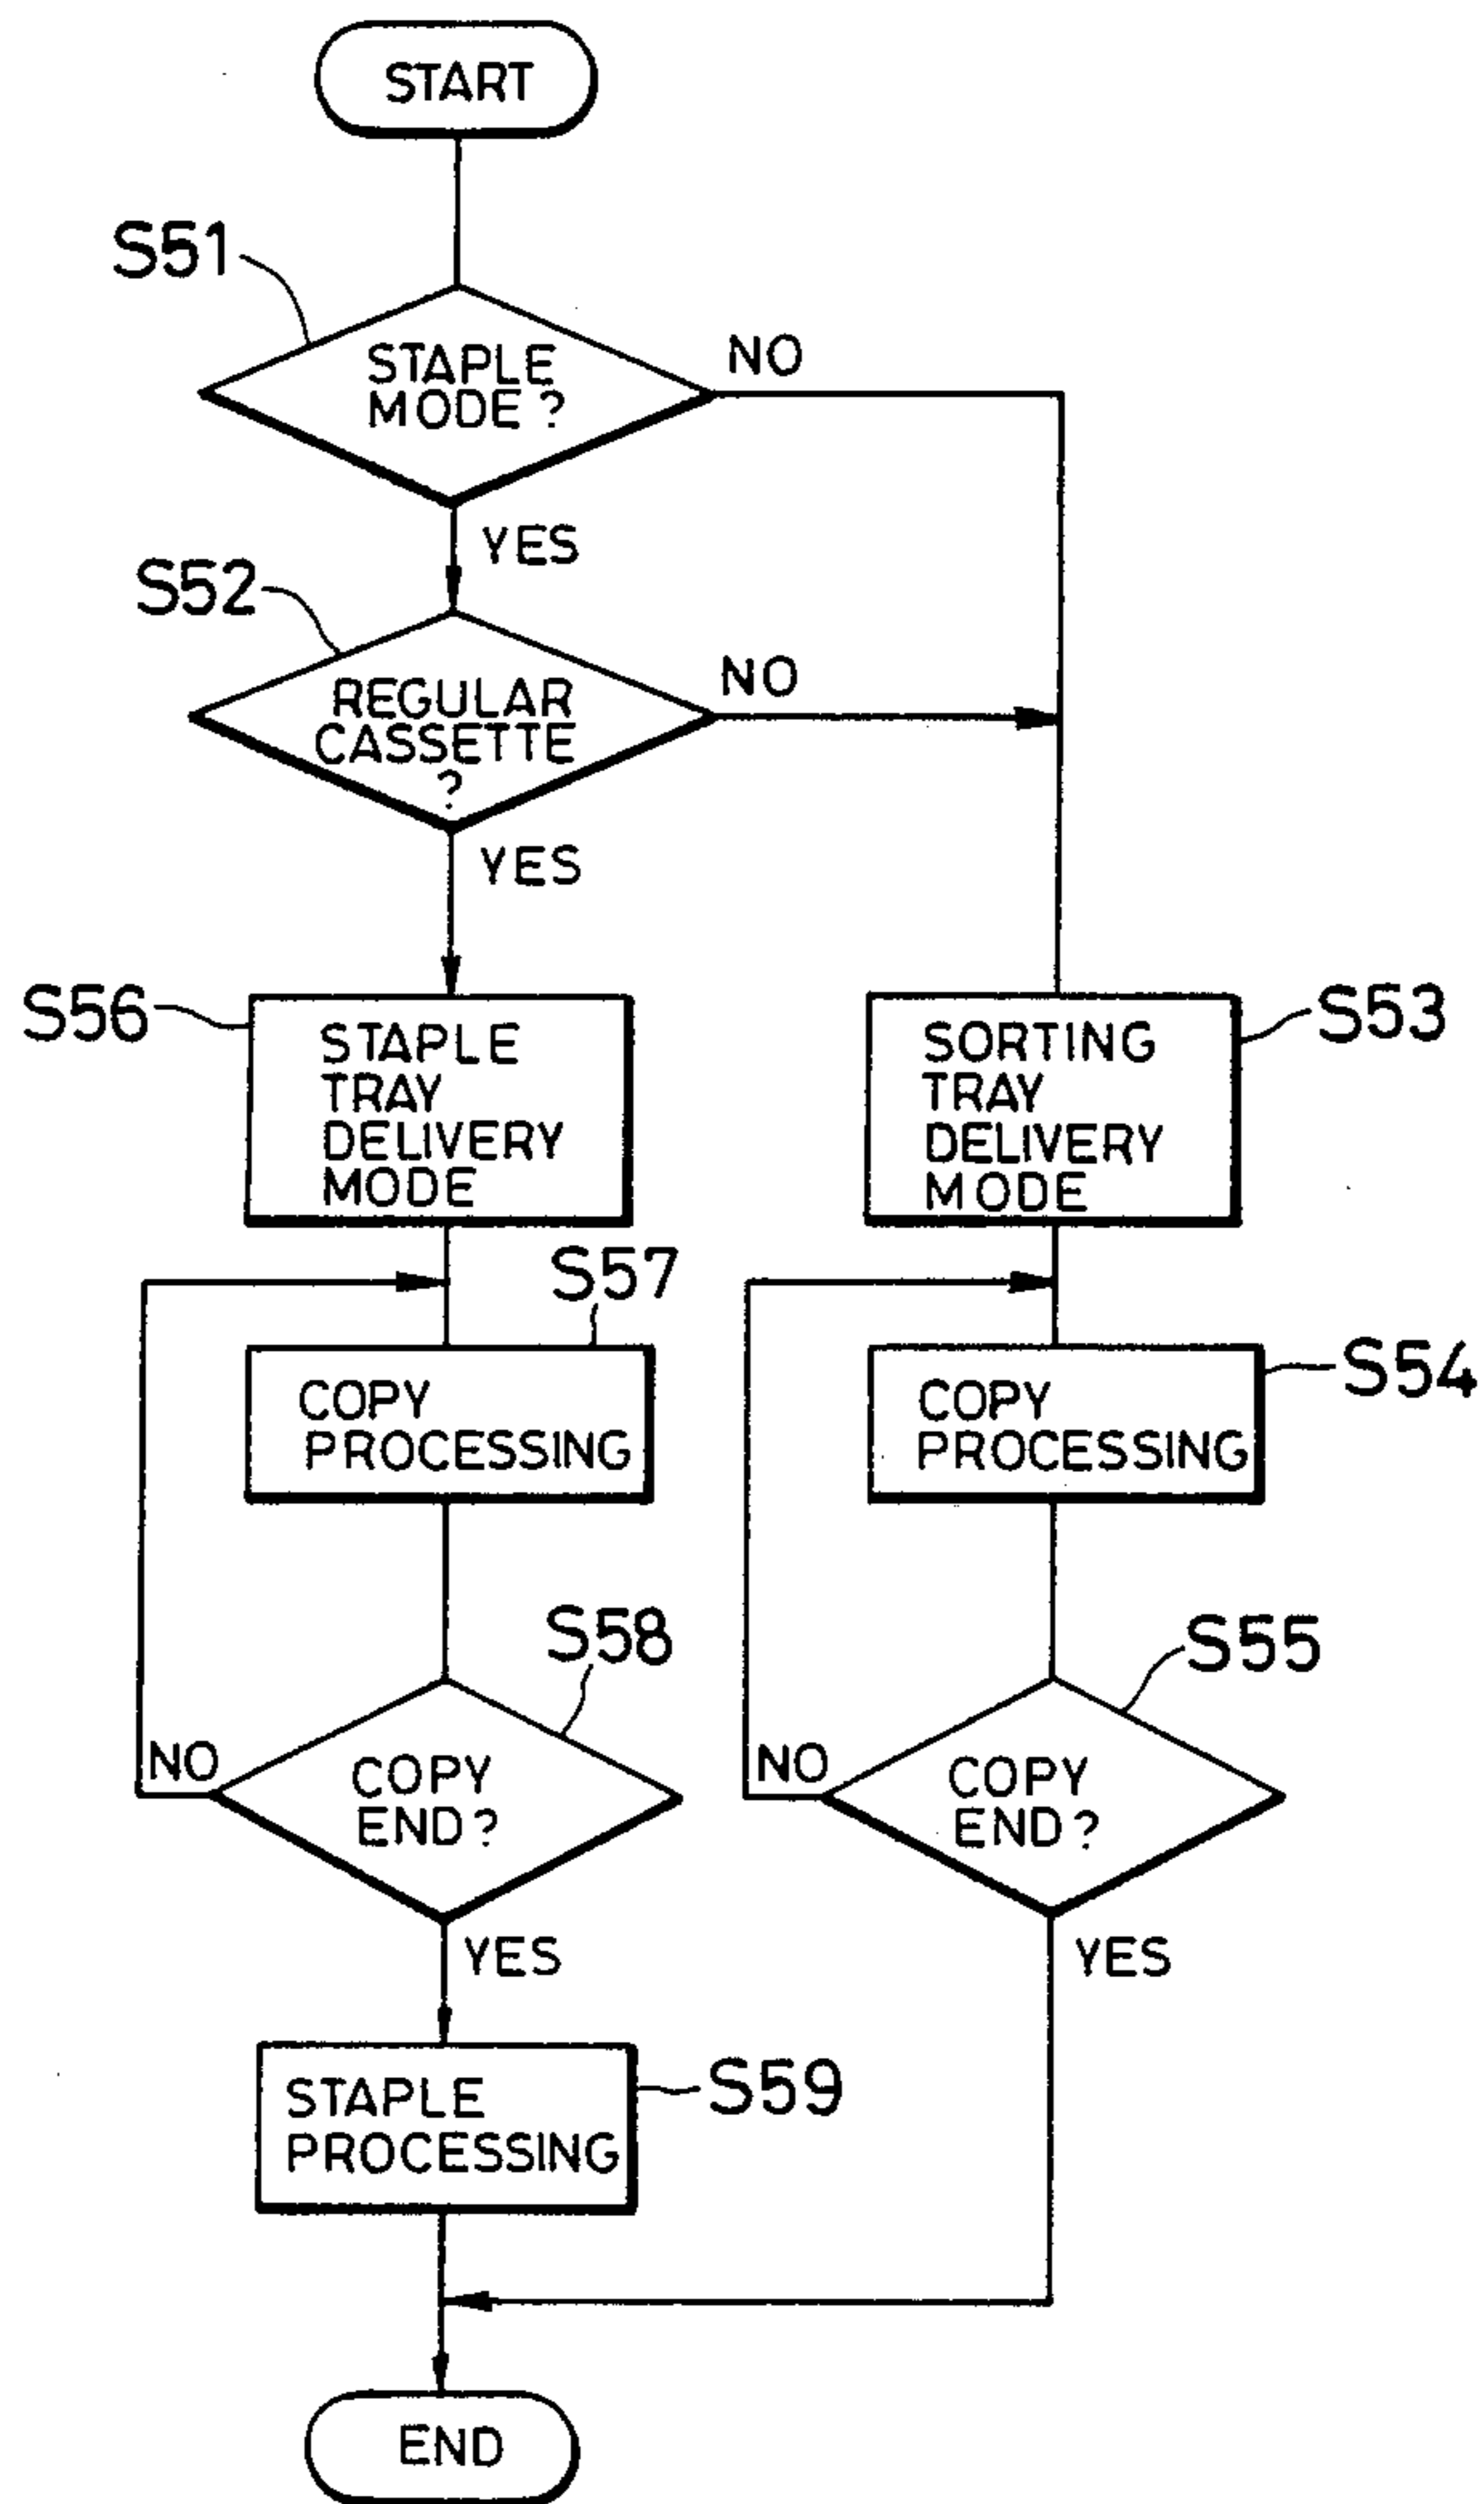 START
S51
STAPLE
MODE?
NO
YES
S52
REGULAR
CASSETTE
?
NO
YES
S56
STAPLE
TRAY
DELIVERY
MODE
S53
SORTING
TRAY
DELIVERY
MODE
S57
COPY
PROCESSING
S54
COPY
PROCESSING
S58
COPY
END?
NO
YES
S55
COPY
END?
NO
YES
S59
STAPLE
PROCESSING
END